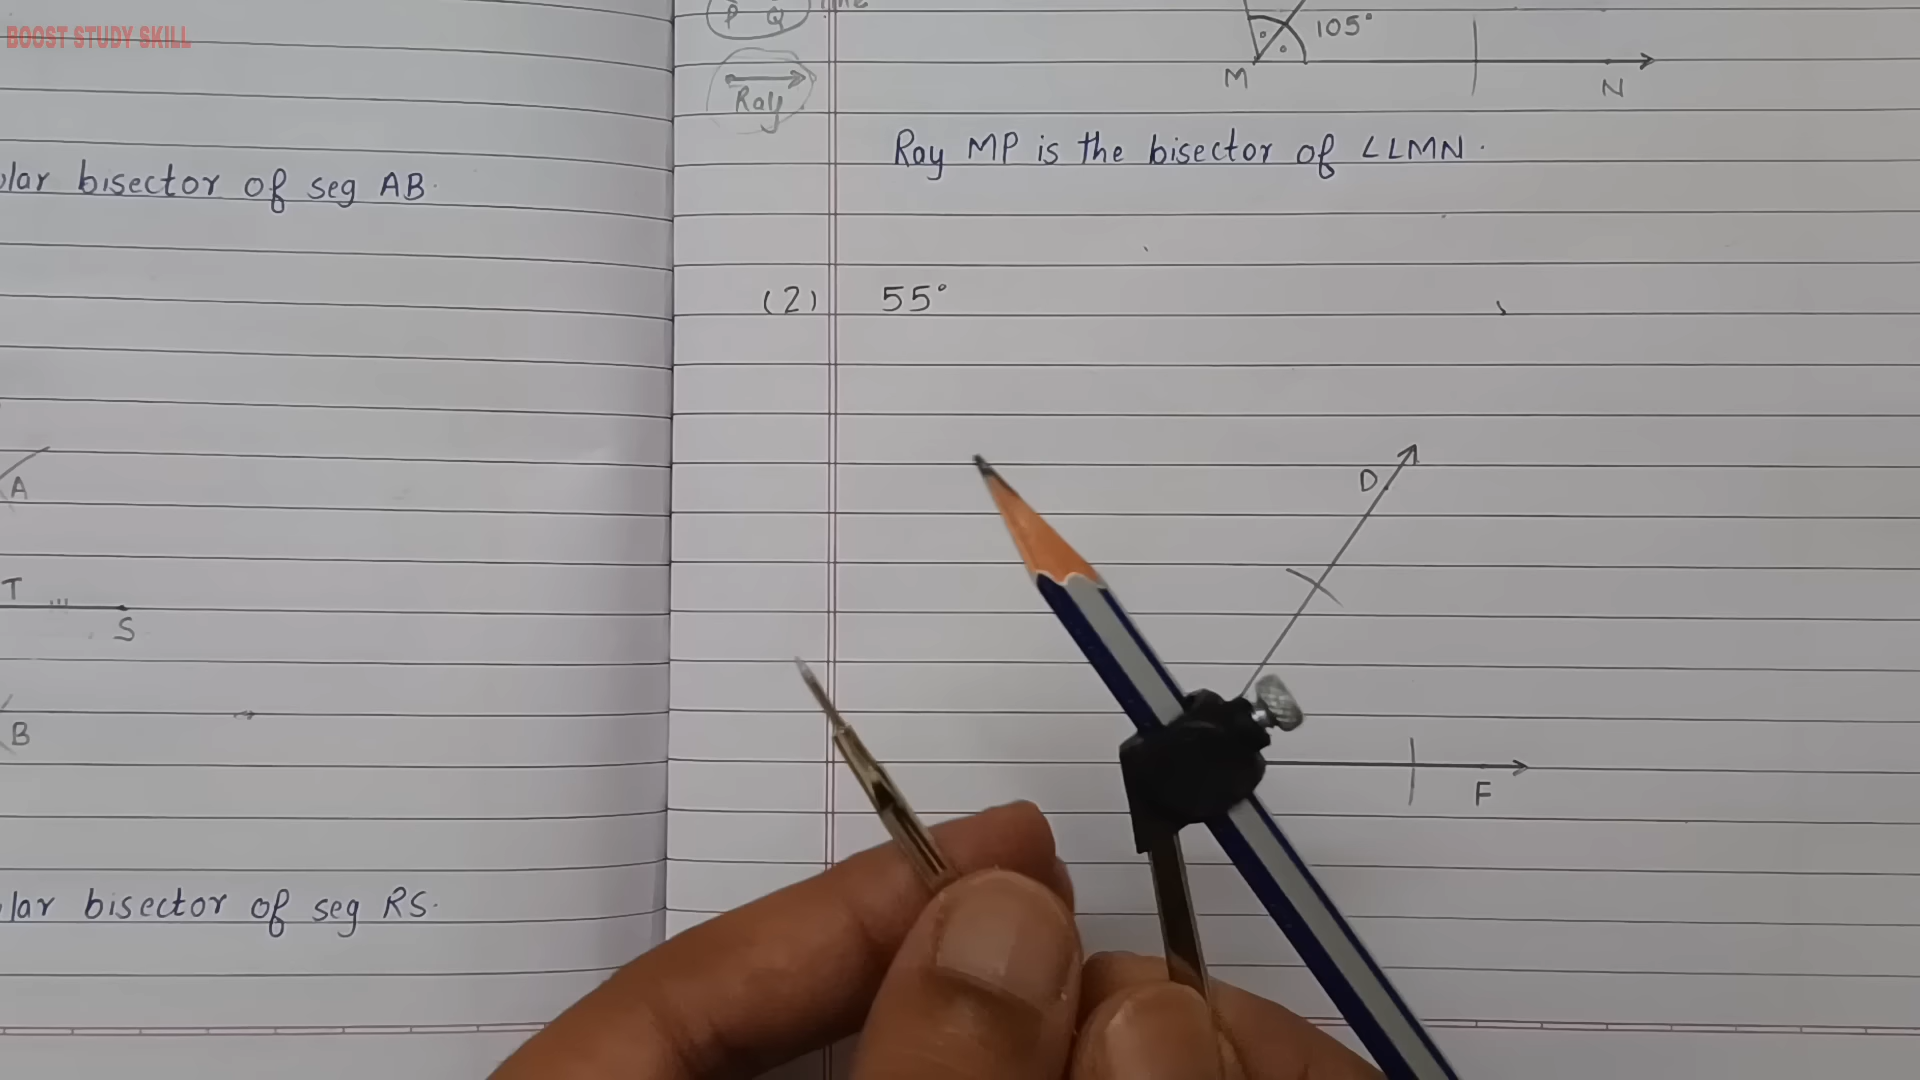 BOOST STUDY SKILL
lar bisector of seg AB.
A
T
S
B
lar bisector of seg RS.
P Q
Ray
105°
M
N
Ray MP is the bisector of ∠LMN.
(2) 55°
D
F